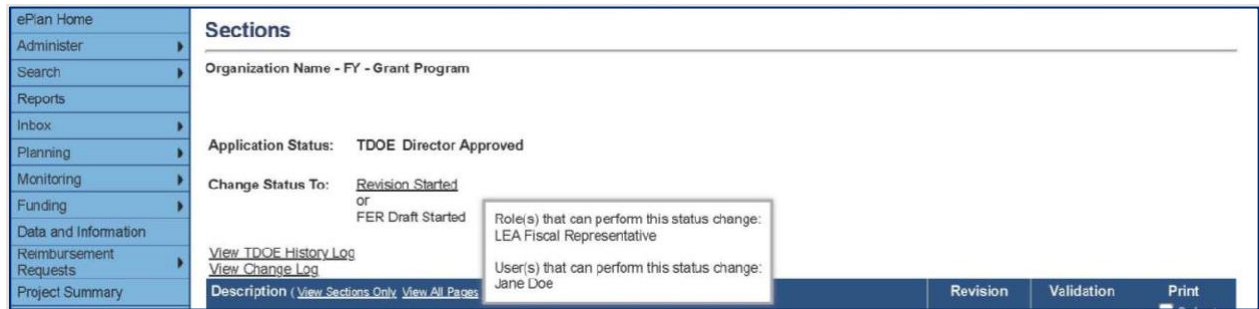 ePlan Home
Administer
Search
Reports
Inbox
Planning
Monitoring
Funding
Data and Information
Reimbursement
Requests
Project Summary
Sections
Organization Name - FY - Grant Program
Application Status: TDOE Director Approved
Change Status To: Revision Started
or
FER Draft Started
Role(s) that can perform this status change:
LEA Fiscal Representative
User(s) that can perform this status change:
Jane Doe
View TDOE History Log
View Change Log
Description ( View Sections Only View All Pages
Revision Validation Print